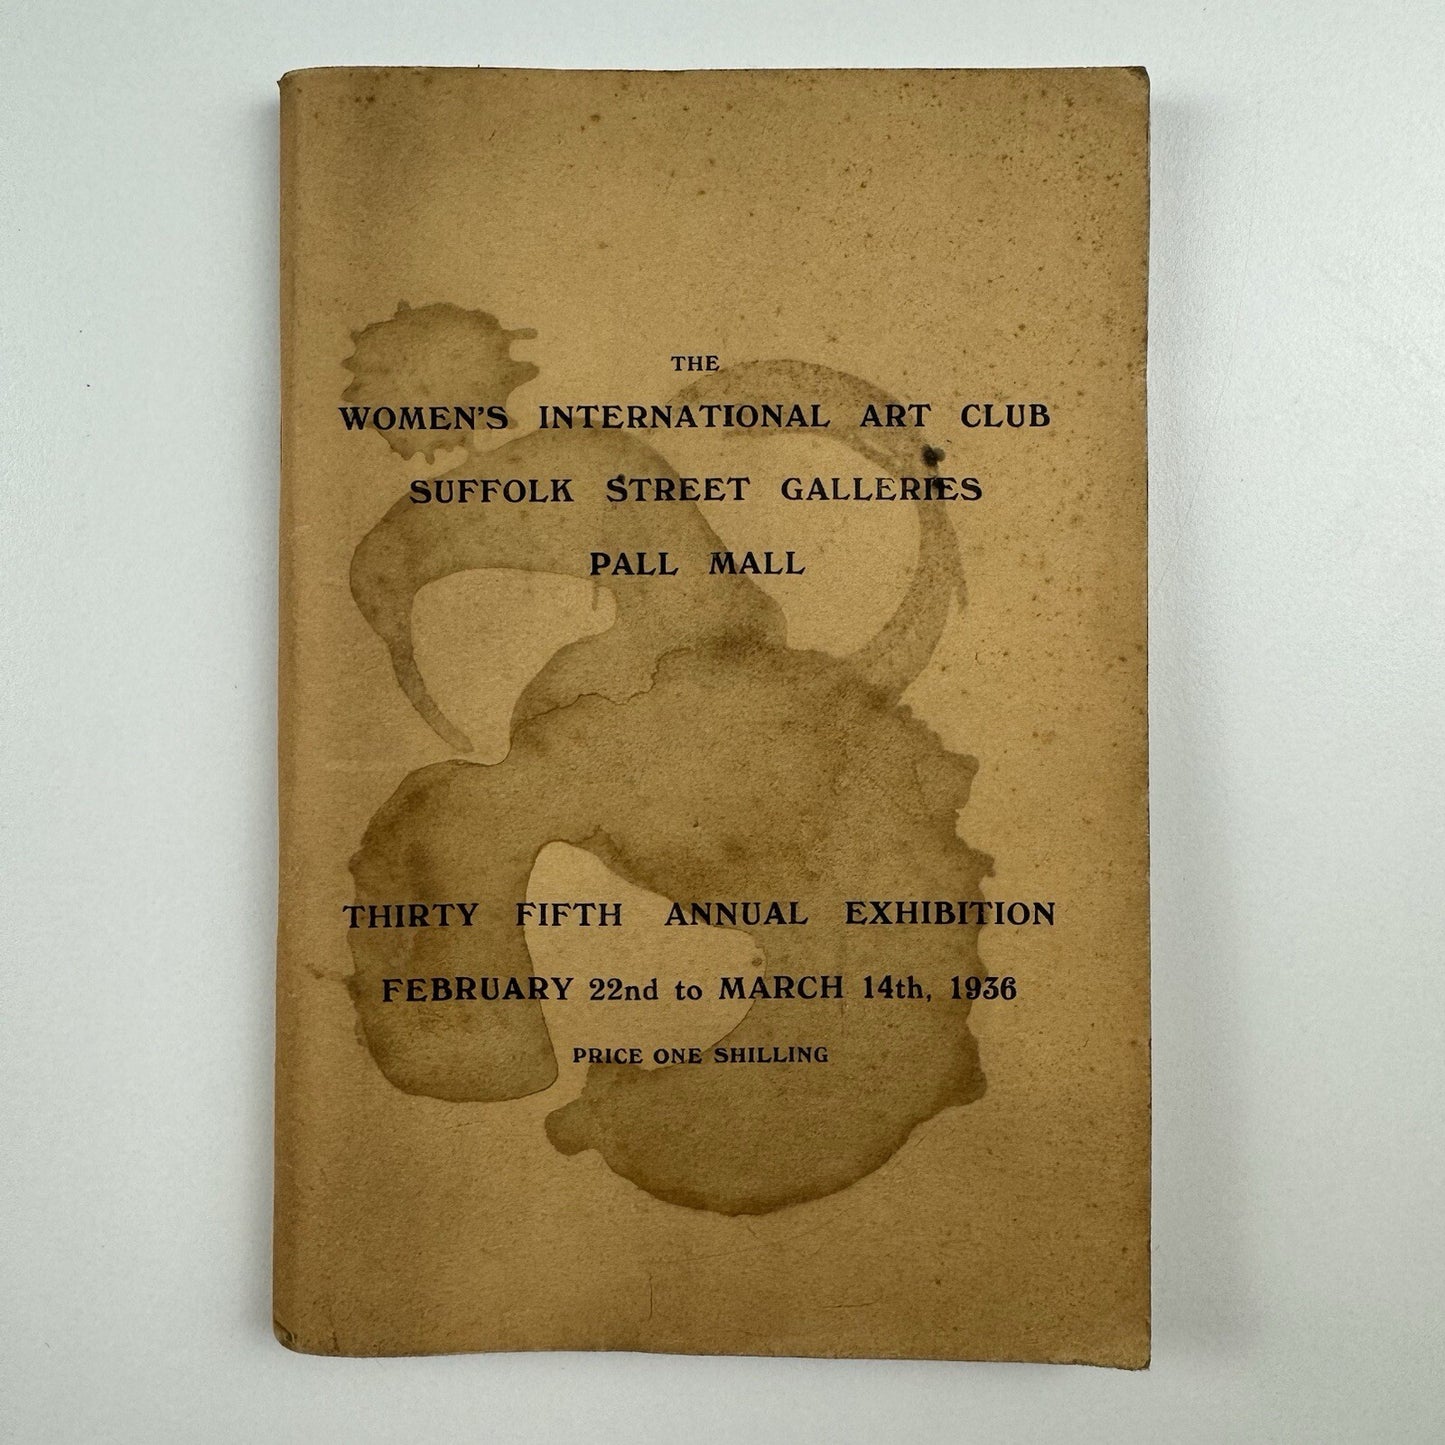 THE
WOMEN'S INTERNATIONAL ART CLUB
SUFFOLK STREET GALLERIES
PALL MALL
THIRTY FIFTH ANNUAL EXHIBITION
FEBRUARY 22nd to MARCH 14th, 1936
PRICE ONE SHILLING